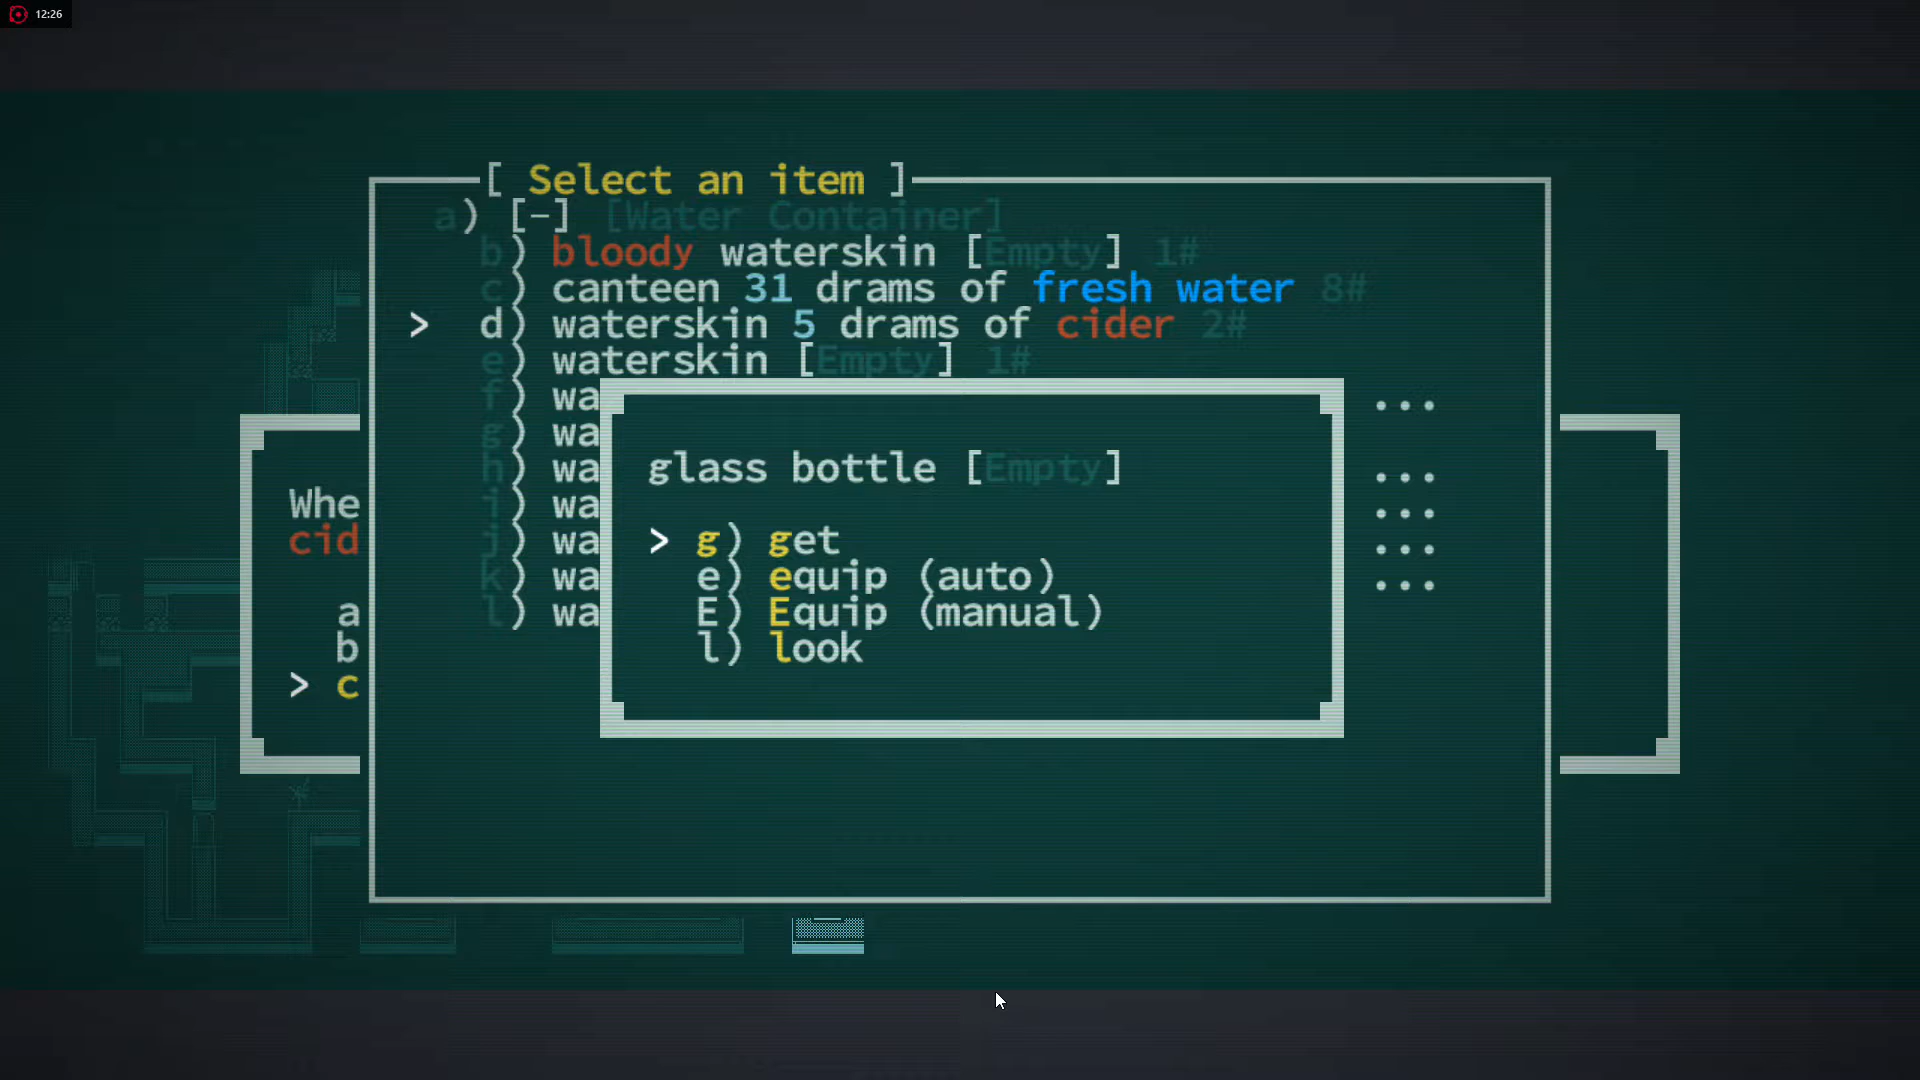 12:26
[ Select an item ]
a) [-] [Water Container]
b) bloody waterskin [Empty] 1#
c) canteen 31 drams of fresh water 8#
> d) waterskin 5 drams of cider 2#
e) waterskin [Empty] 1#
f) wa ...
g) wa
h) wa ...
i) wa ...
j) wa ...
k) wa ...
l) wa
glass bottle [Empty]
> g) get
e) equip (auto)
E) Equip (manual)
l) look
Whe
cid
a
b
> c